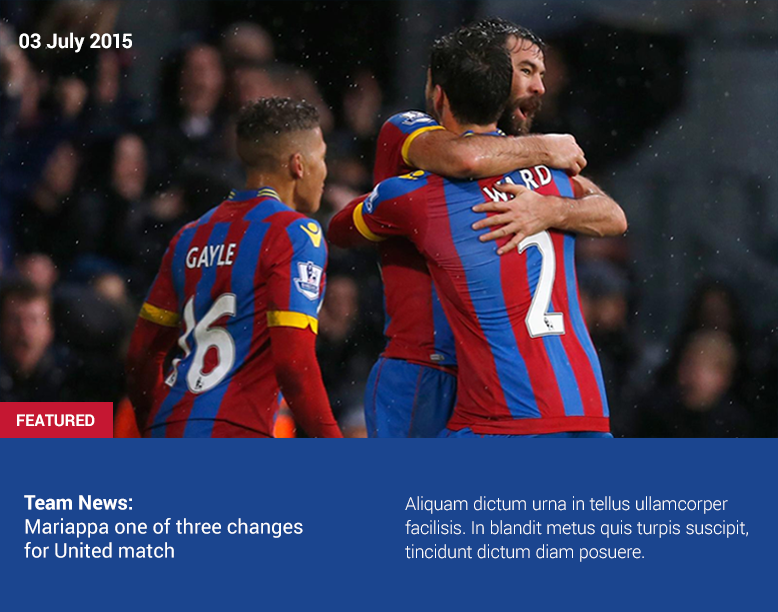 03 July 2015
WARD
GAYLE
2
16
FEATURED
Team News:
Mariappa one of three changes
for United match
Aliquam dictum urna in tellus ullamcorper
facilisis. In blandit metus quis turpis suscipit,
tincidunt dictum diam posuere.